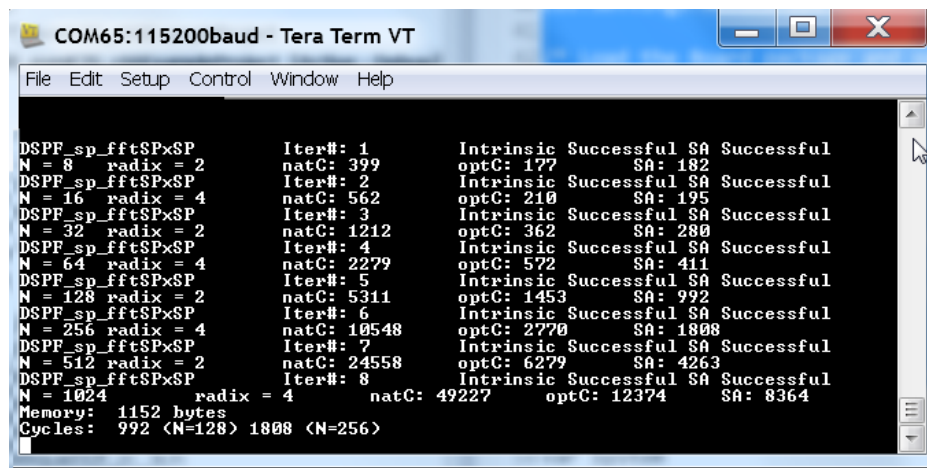 COM65:115200baud - Tera Term VT
File Edit Setup Control Window Help
DSPF_sp_fftSPxSP Iter#: 1 Intrinsic Successful SA Successful
N = 8 radix = 2 natC: 399 optC: 177 SA: 182
DSPF_sp_fftSPxSP Iter#: 2 Intrinsic Successful SA Successful
N = 16 radix = 4 natC: 562 optC: 210 SA: 195
DSPF_sp_fftSPxSP Iter#: 3 Intrinsic Successful SA Successful
N = 32 radix = 2 natC: 1212 optC: 362 SA: 280
DSPF_sp_fftSPxSP Iter#: 4 Intrinsic Successful SA Successful
N = 64 radix = 4 natC: 2279 optC: 572 SA: 411
DSPF_sp_fftSPxSP Iter#: 5 Intrinsic Successful SA Successful
N = 128 radix = 2 natC: 5311 optC: 1453 SA: 992
DSPF_sp_fftSPxSP Iter#: 6 Intrinsic Successful SA Successful
N = 256 radix = 4 natC: 10548 optC: 2770 SA: 1808
DSPF_sp_fftSPxSP Iter#: 7 Intrinsic Successful SA Successful
N = 512 radix = 2 natC: 24558 optC: 6279 SA: 4263
DSPF_sp_fftSPxSP Iter#: 8 Intrinsic Successful SA Successful
N = 1024 radix = 4 natC: 49227 optC: 12374 SA: 8364
Memory: 1152 bytes
Cycles: 992 (N=128) 1808 (N=256)